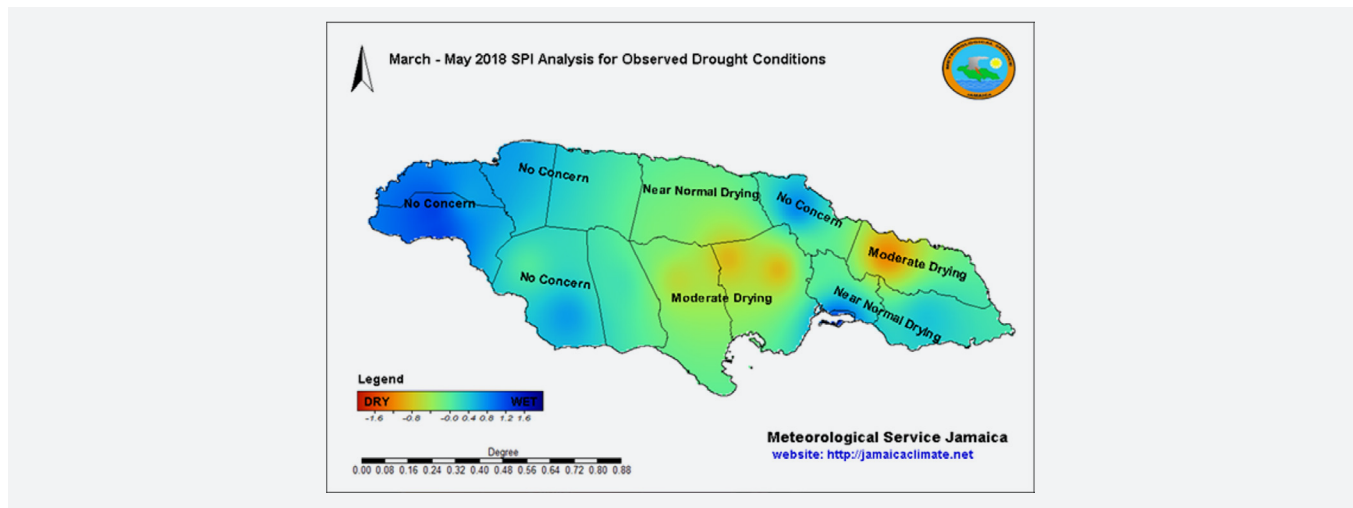 March - May 2018 SPI Analysis for Observed Drought Conditions
METEOROLOGICAL SERVICE
JAMAICA
No Concern
No Concern
Near Normal Drying
No Concern
Moderate Drying
No Concern
Moderate Drying
Near Normal Drying
Legend
DRY WET
-1.6 -0.8 -0.0 0.4 0.8 1.2 1.6
Meteorological Service Jamaica
website: http://jamaicaclimate.net
Degree
0.00 0.08 0.16 0.24 0.32 0.40 0.48 0.56 0.64 0.72 0.80 0.88